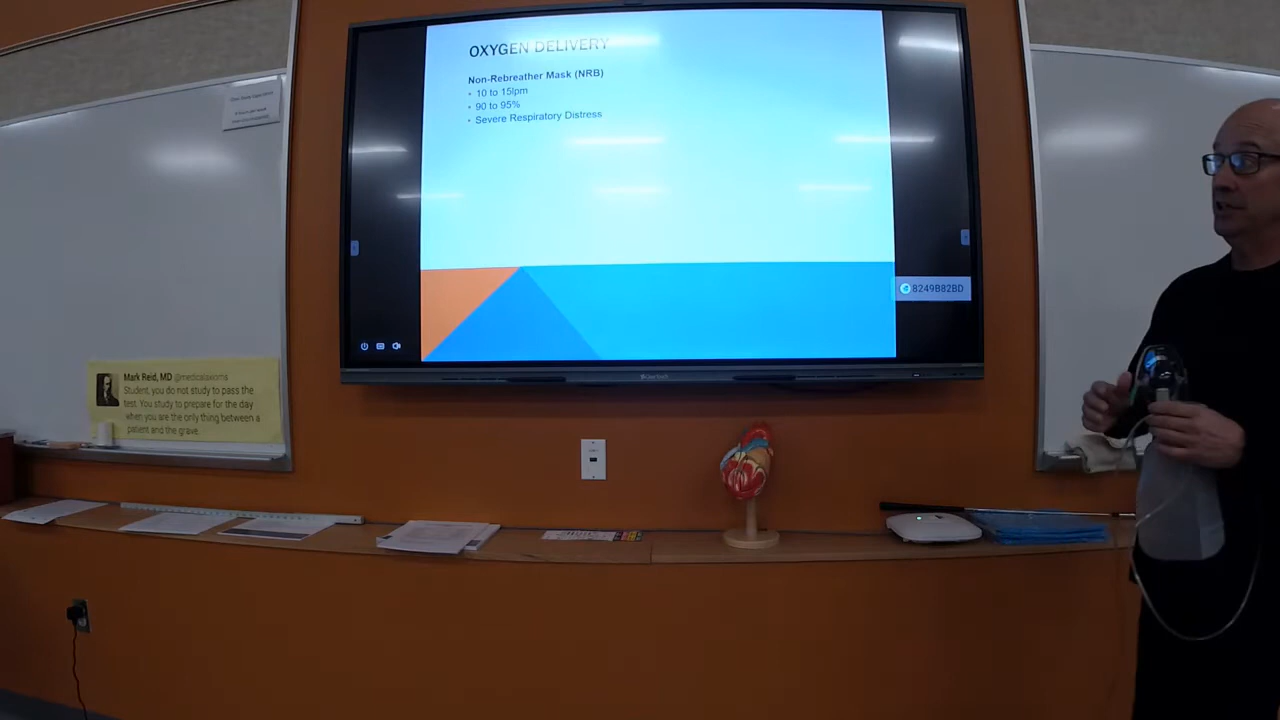 OXYGEN DELIVERY
Non-Rebreather Mask (NRB)
• 10 to 15lpm
• 90 to 95%
• Severe Respiratory Distress
8249B82BD
Mark Reid, MD @medicalaxioms
Student, you do not study to pass the
test. You study to prepare for the day
when you are the only thing between a
patient and the grave.